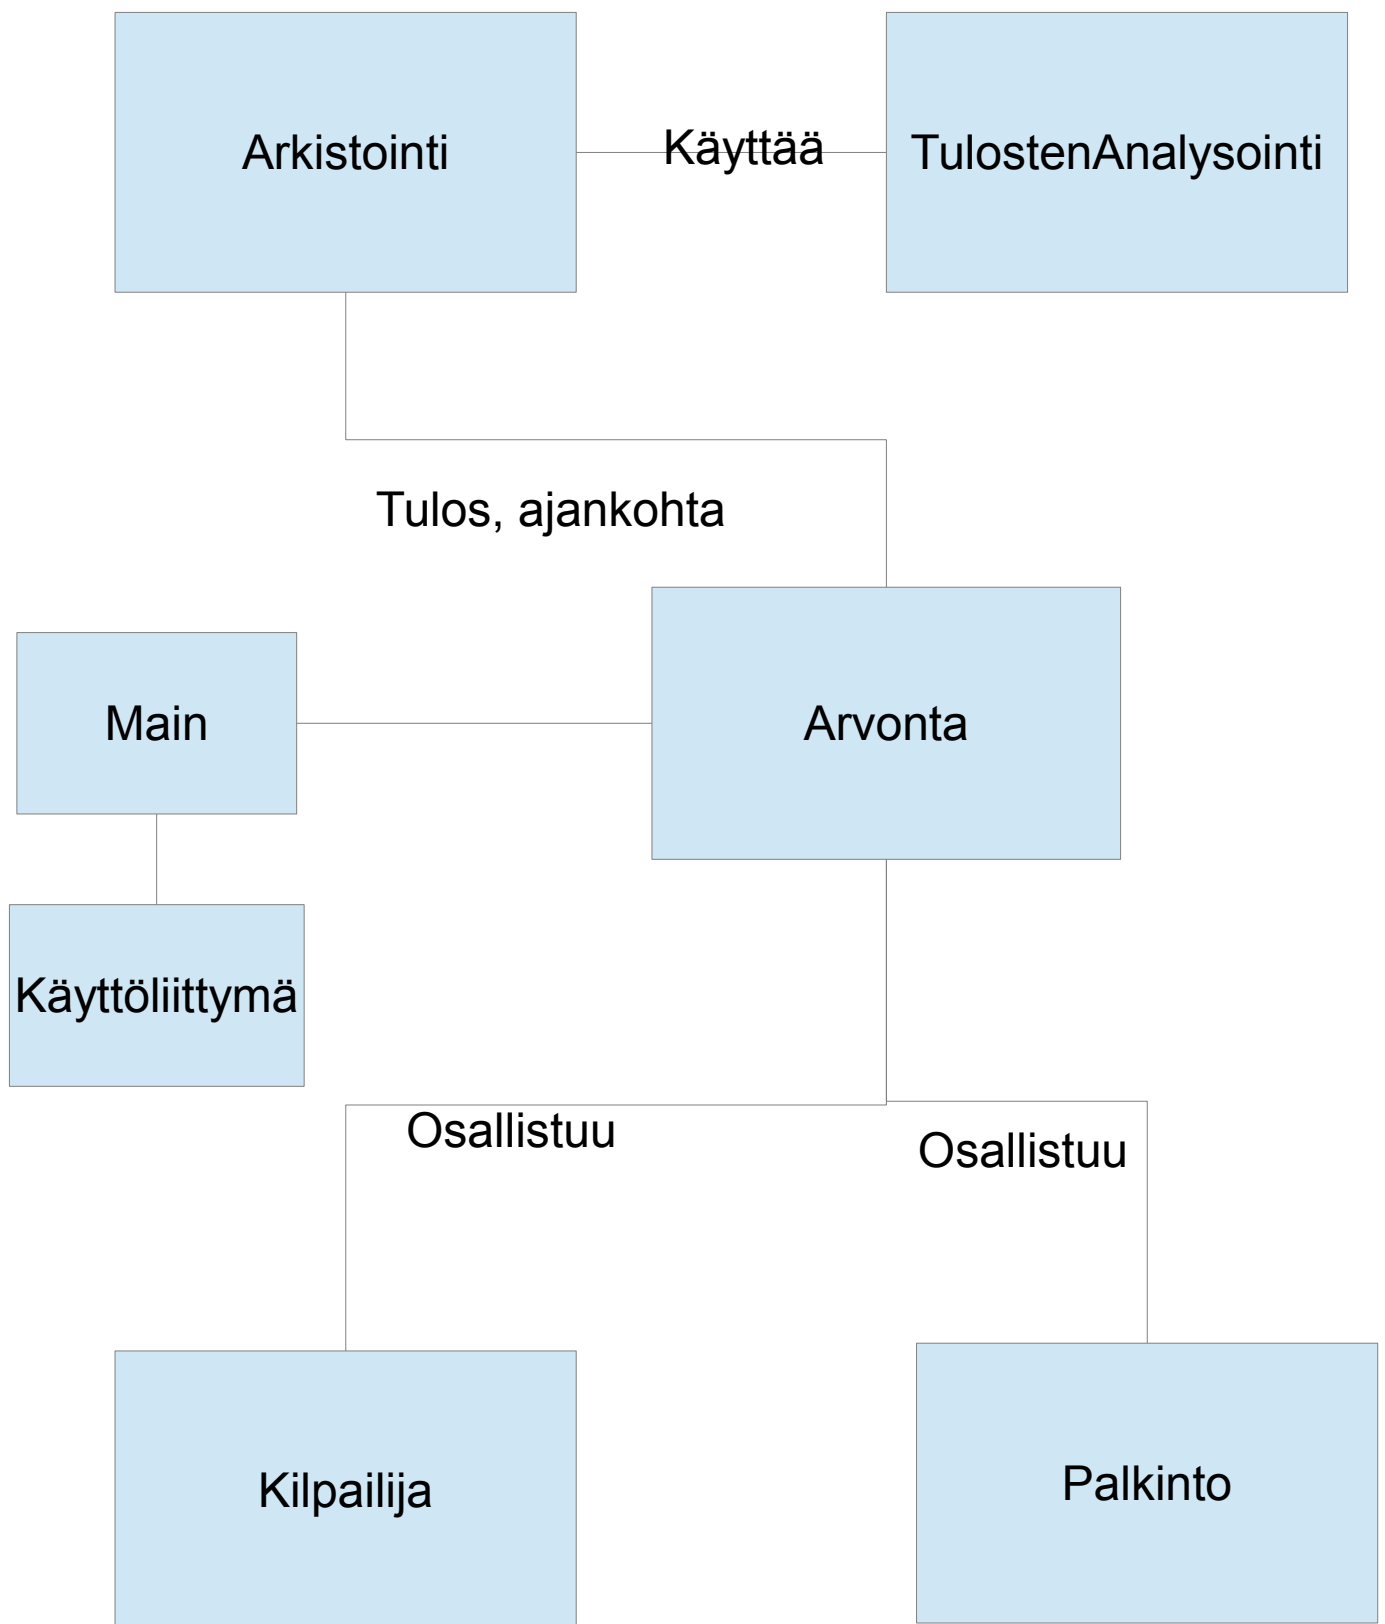 Arkistointi
Käyttää
TulostenAnalysointi
Tulos, ajankohta
Main
Arvonta
Käyttöliittymä
Osallistuu
Osallistuu
Kilpailija
Palkinto